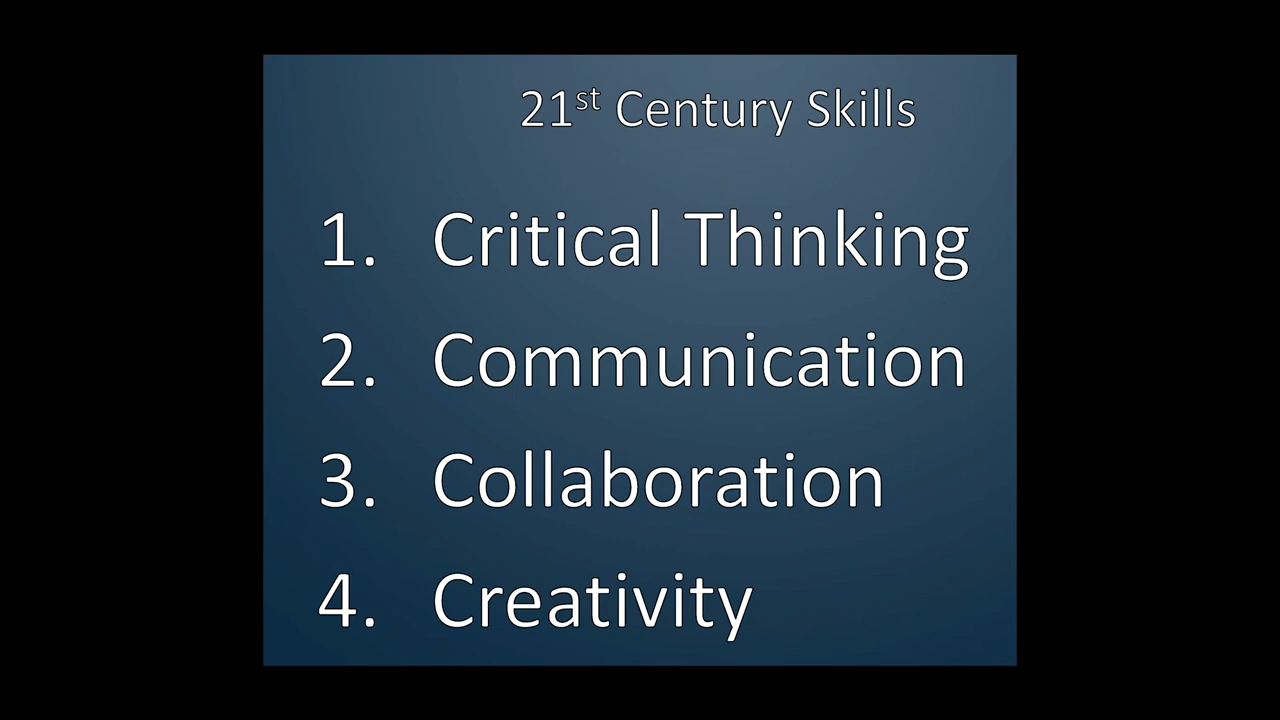 21st Century Skills
1. Critical Thinking
2. Communication
3. Collaboration
4. Creativity